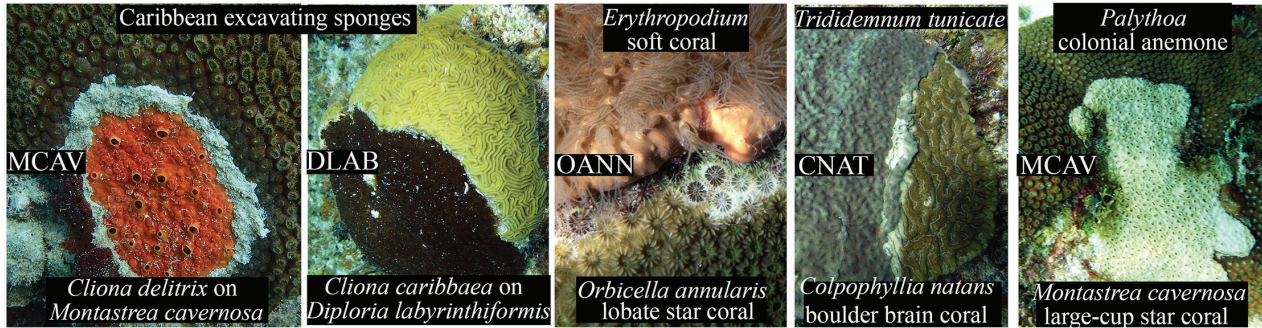 Caribbean excavating sponges
MCAV
Cliona delitrix on
Montastrea cavernosa
DLAB
Cliona caribbaea on
Diploria labyrinthiformis
Erythropodium
soft coral
OANN
Orbicella annularis
lobate star coral
Trididemnum tunicate
CNAT
Colpophyllia natans
boulder brain coral
Palythoa
colonial anemone
MCAV
Montastrea cavernosa
large-cup star coral